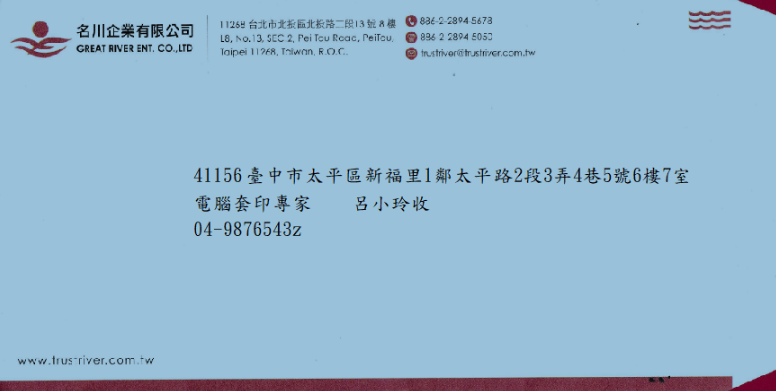 名川企業有限公司
GREAT RIVER ENT. CO.,LTD
11268 台北市北投區北投路二段13號8樓
L8, No.13, SEC.2, Pei Tou Road, PeiTou,
Taipei 11268, Taiwan, R.O.C.
886-2-2894-5678
886-2-2894-5050
trustriver@trustriver.com.tw
41156臺中市太平區新福里1鄰太平路2段3弄4巷5號6樓7室
電腦套印專家 呂小玲收
04-9876543z
www.trustriver.com.tw